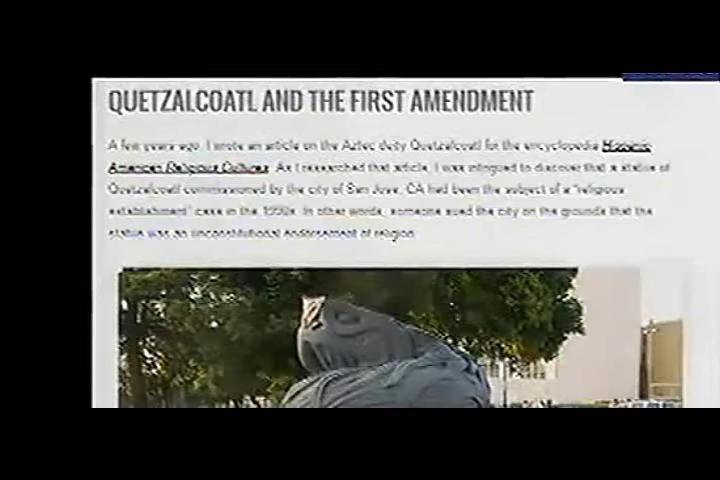 QUETZALCOATL AND THE FIRST AMENDMENT
A few years ago, I wrote an article on the Aztec deity Quetzalcoatl for the encyclopedia Hispanic
American Religious Cultures. As I researched that article, I was intrigued to discover that a statue of
Quetzalcoatl commissioned by the city of San Jose, CA had been the subject of a "religious
establishment" case in the 1990s. In other words, someone sued the city on the grounds that the
statue was an unconstitutional endorsement of religion.